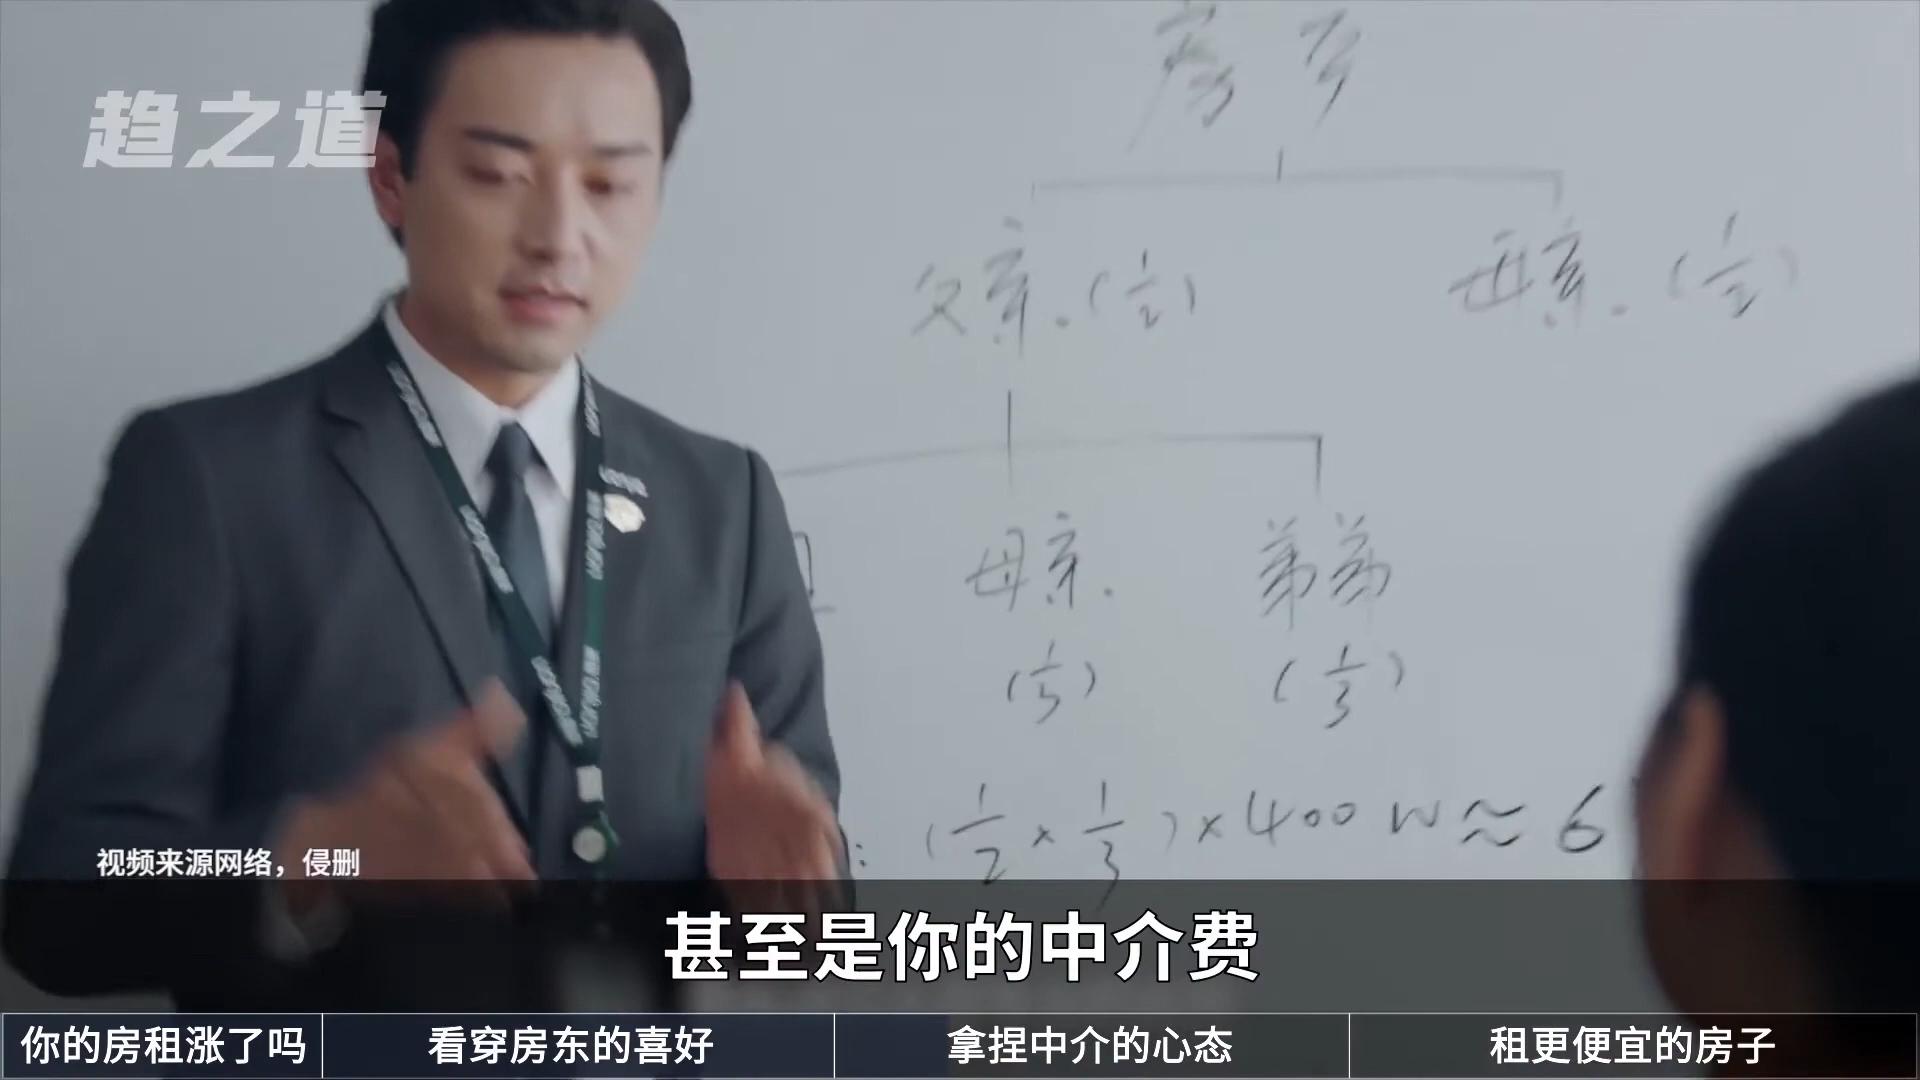 趋之道
房子
父亲.(1/2)
母亲.(1/2)
母亲.
弟弟
(1/3)
(1/3)
:(1/2×1/3)×400W≈6
视频来源网络，侵删
甚至是你的中介费
你的房租涨了吗
看穿房东的喜好
拿捏中介的心态
租更便宜的房子